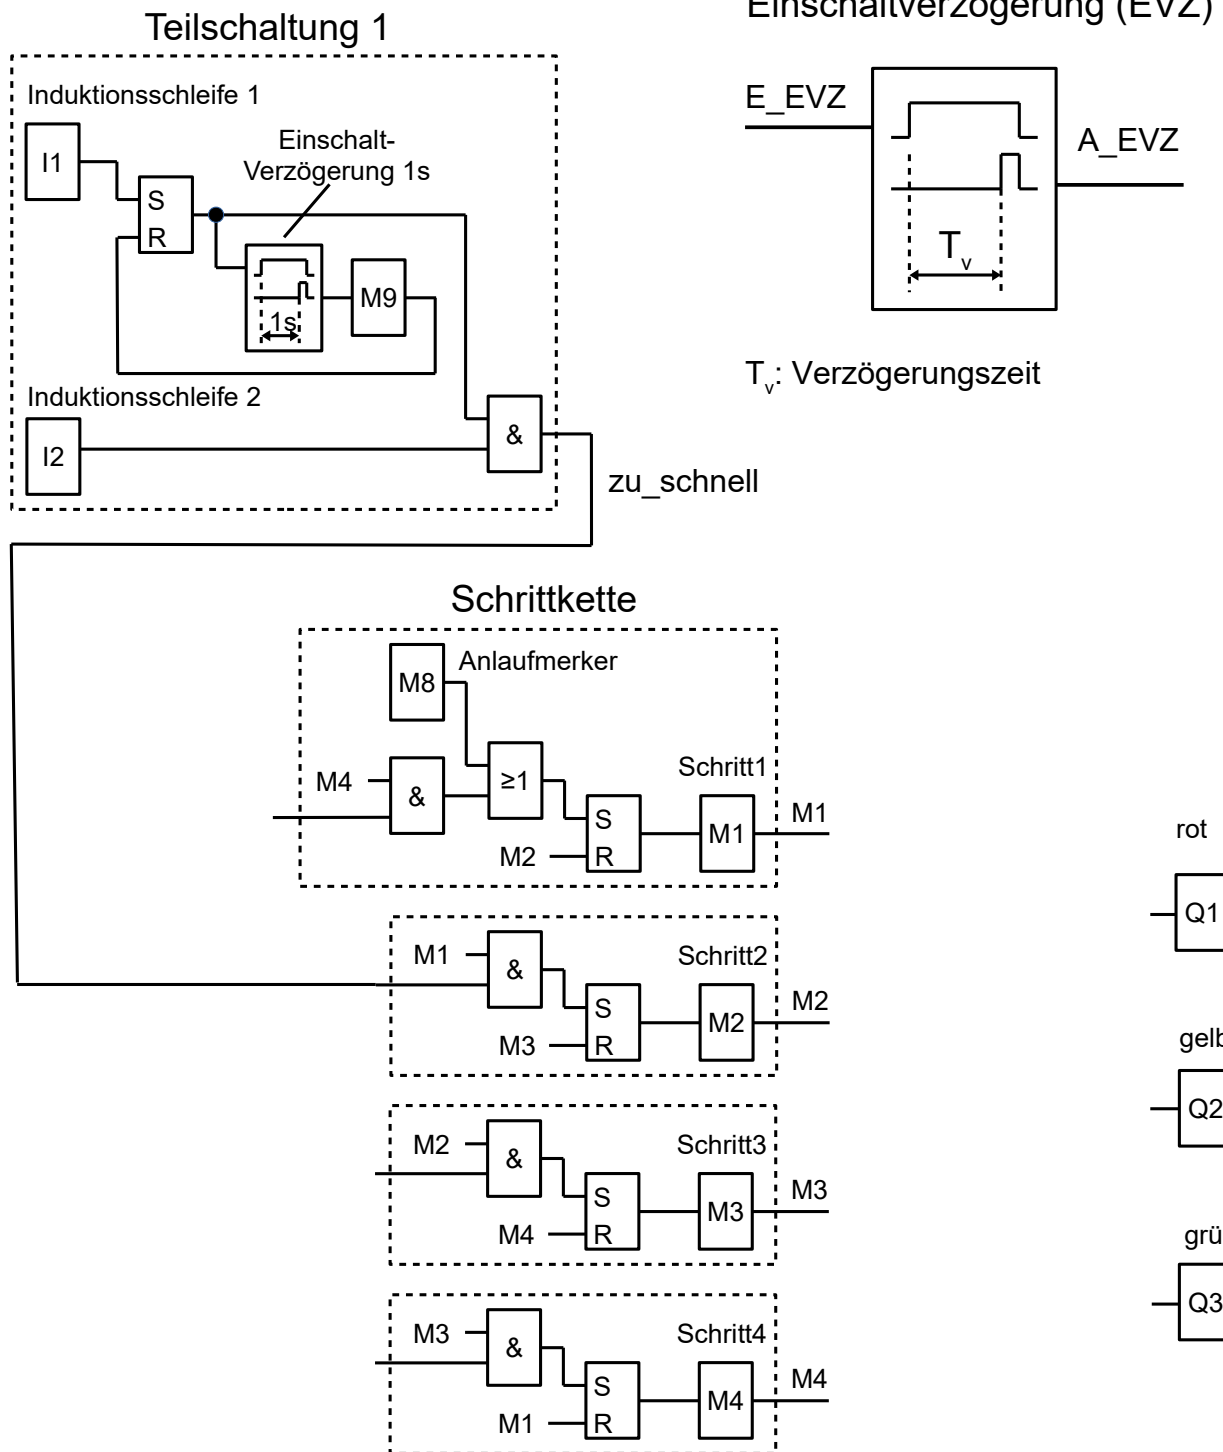 Teilschaltung 1
Einschaltverzögerung (EVZ)
Induktionsschleife 1
I1
Einschalt-
Verzögerung 1s
S
R
1s
M9
Induktionsschleife 2
I2
&
zu_schnell
E_EVZ
A_EVZ
Tv
Tv: Verzögerungszeit
Schrittkette
M8
Anlaufmerker
M4
&
≥1
Schritt1
S
R
M2
M1
M1
rot
Q1
M1
&
Schritt2
S
R
M3
M2
M2
gelb
Q2
M2
&
Schritt3
S
R
M4
M3
M3
grü
Q3
M3
&
Schritt4
S
R
M1
M4
M4